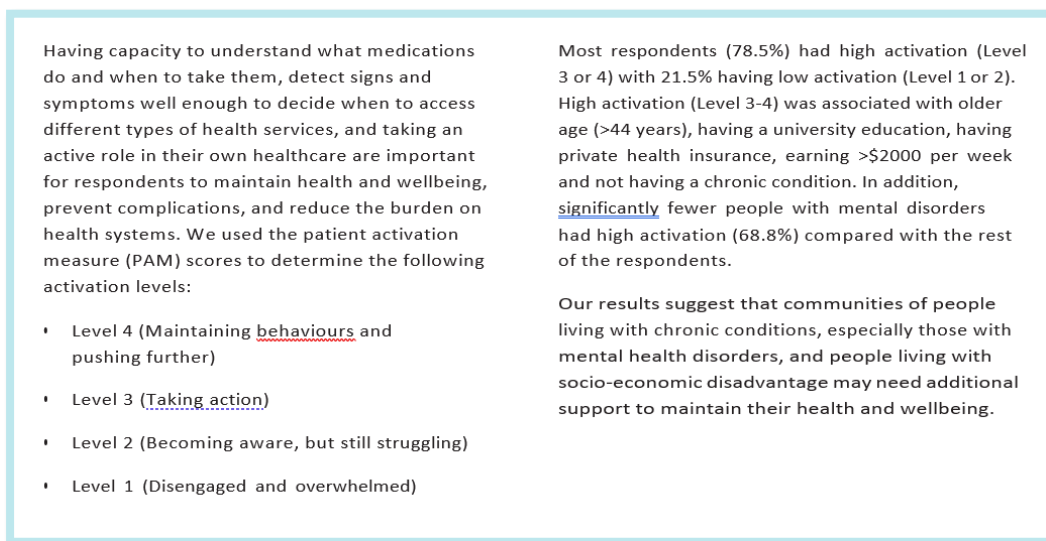 Having capacity to understand what medications
do and when to take them, detect signs and
symptoms well enough to decide when to access
different types of health services, and taking an
active role in their own healthcare are important
for respondents to maintain health and wellbeing,
prevent complications, and reduce the burden on
health systems. We used the patient activation
measure (PAM) scores to determine the following
activation levels:
• Level 4 (Maintaining behaviours and
pushing further)
• Level 3 (Taking action)
• Level 2 (Becoming aware, but still struggling)
• Level 1 (Disengaged and overwhelmed)
Most respondents (78.5%) had high activation (Level
3 or 4) with 21.5% having low activation (Level 1 or 2).
High activation (Level 3-4) was associated with older
age (>44 years), having a university education, having
private health insurance, earning >$2000 per week
and not having a chronic condition. In addition,
significantly fewer people with mental disorders
had high activation (68.8%) compared with the rest
of the respondents.
Our results suggest that communities of people
living with chronic conditions, especially those with
mental health disorders, and people living with
socio-economic disadvantage may need additional
support to maintain their health and wellbeing.